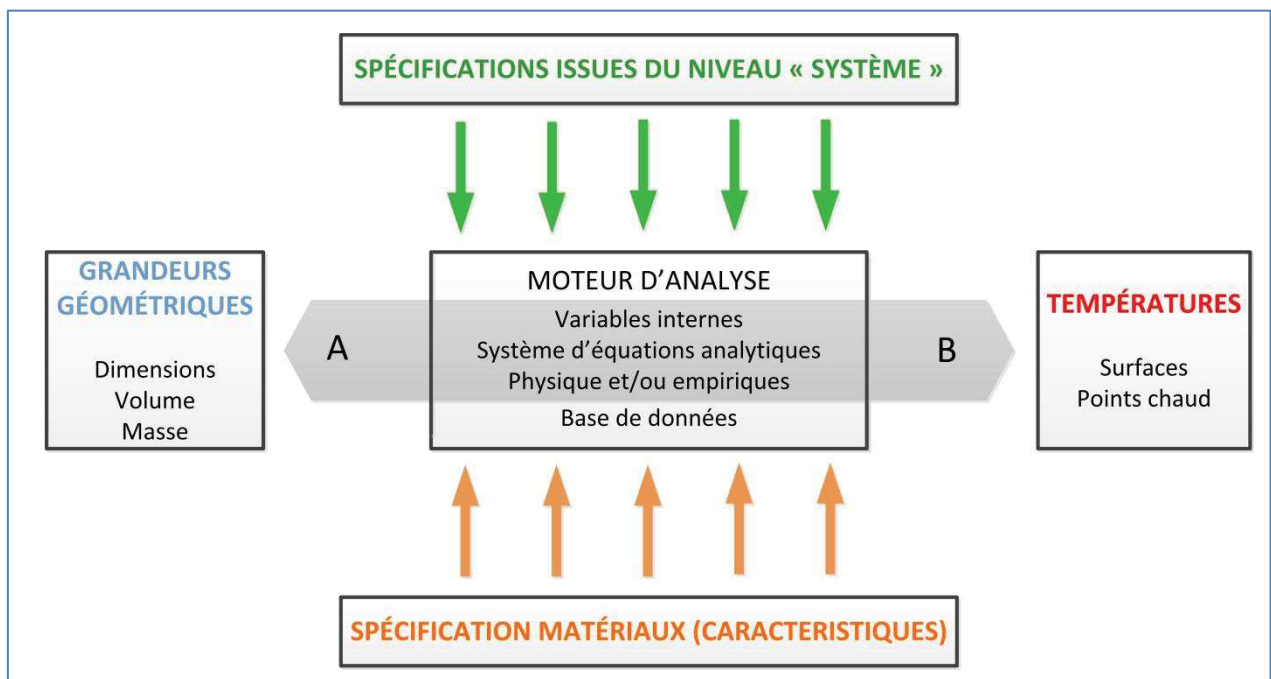 SPÉCIFICATIONS ISSUES DU NIVEAU « SYSTÈME »
GRANDEURS
GÉOMÉTRIQUES
Dimensions
Volume
Masse
A
MOTEUR D’ANALYSE
Variables internes
Système d’équations analytiques
Physique et/ou empiriques
Base de données
B
TEMPÉRATURES
Surfaces
Points chaud
SPÉCIFICATION MATÉRIAUX (CARACTERISTIQUES)